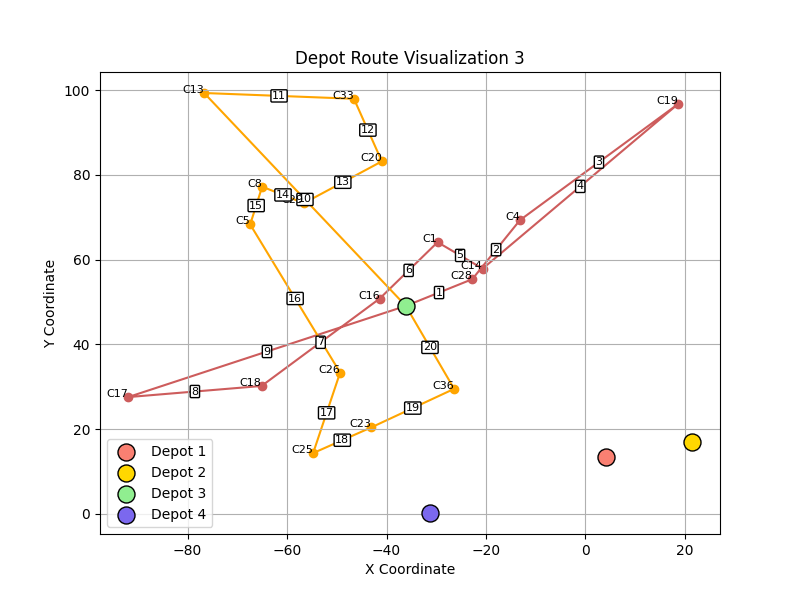 Depot Route Visualization 3
100
80
60
40
20
0
−80
−60
−40
−20
0
20
X Coordinate
Y Coordinate
C13
C33
C20
C8
C5
C26
C25
C23
C36
C19
C4
C1
C14
C28
C16
C18
C17
1
2
3
4
5
6
7
8
9
10
11
12
13
14
15
16
17
18
19
20
Depot 1
Depot 2
Depot 3
Depot 4